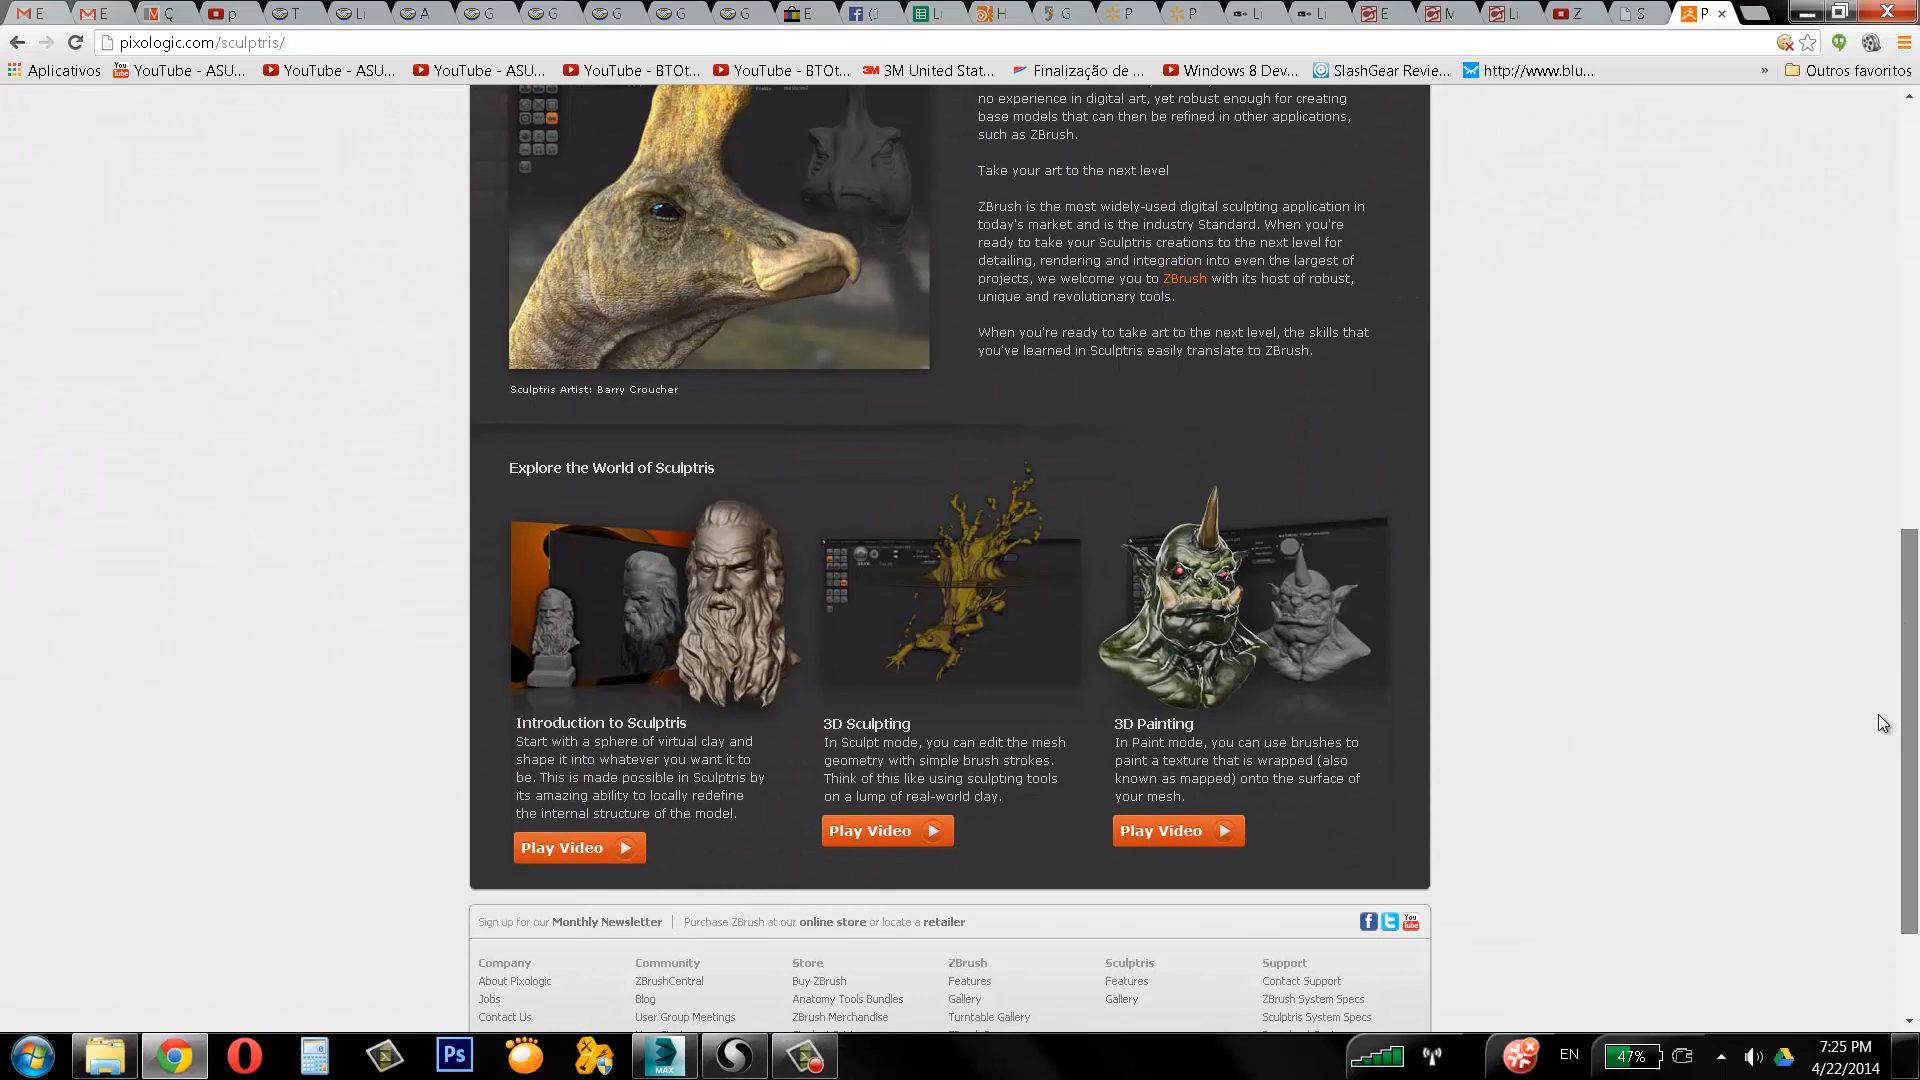 E
E
Q
p
T
Li
A
G
G
G
G
G
E
(1
Li
H
G
P
P
Li
Li
E
M
Li
Z
S
P
pixologic.com/sculptris/
Aplicativos
YouTube - ASU...
YouTube - ASU...
YouTube - ASU...
YouTube - BTOt...
YouTube - BTOt...
3M United Stat...
Finalização de ...
Windows 8 Dev...
SlashGear Revie...
http://www.blu...
»
Outros favoritos
no experience in digital art, yet robust enough for creating
base models that can then be refined in other applications,
such as ZBrush.
Take your art to the next level
ZBrush is the most widely-used digital sculpting application in
today's market and is the industry Standard. When you're
ready to take your Sculptris creations to the next level for
detailing, rendering and integration into even the largest of
projects, we welcome you to ZBrush with its host of robust,
unique and revolutionary tools.
When you're ready to take art to the next level, the skills that
you've learned in Sculptris easily translate to ZBrush.
Sculptris Artist: Barry Croucher
Explore the World of Sculptris
Introduction to Sculptris
Start with a sphere of virtual clay and
shape it into whatever you want it to
be. This is made possible in Sculptris by
its amazing ability to locally redefine
the internal structure of the model.
Play Video
3D Sculpting
In Sculpt mode, you can edit the mesh
geometry with simple brush strokes.
Think of this like using sculpting tools
on a lump of real-world clay.
Play Video
3D Painting
In Paint mode, you can use brushes to
paint a texture that is wrapped (also
known as mapped) onto the surface of
your mesh.
Play Video
Sign up for our Monthly Newsletter | Purchase ZBrush at our online store or locate a retailer
Company
About Pixologic
Jobs
Contact Us
Community
ZBrushCentral
Blog
User Group Meetings
Store
Buy ZBrush
Anatomy Tools Bundles
ZBrush Merchandise
ZBrush
Features
Gallery
Turntable Gallery
Sculptris
Features
Gallery
Support
Contact Support
ZBrush System Specs
Sculptris System Specs
Ps
MAX
EN
47%
7:25 PM
4/22/2014